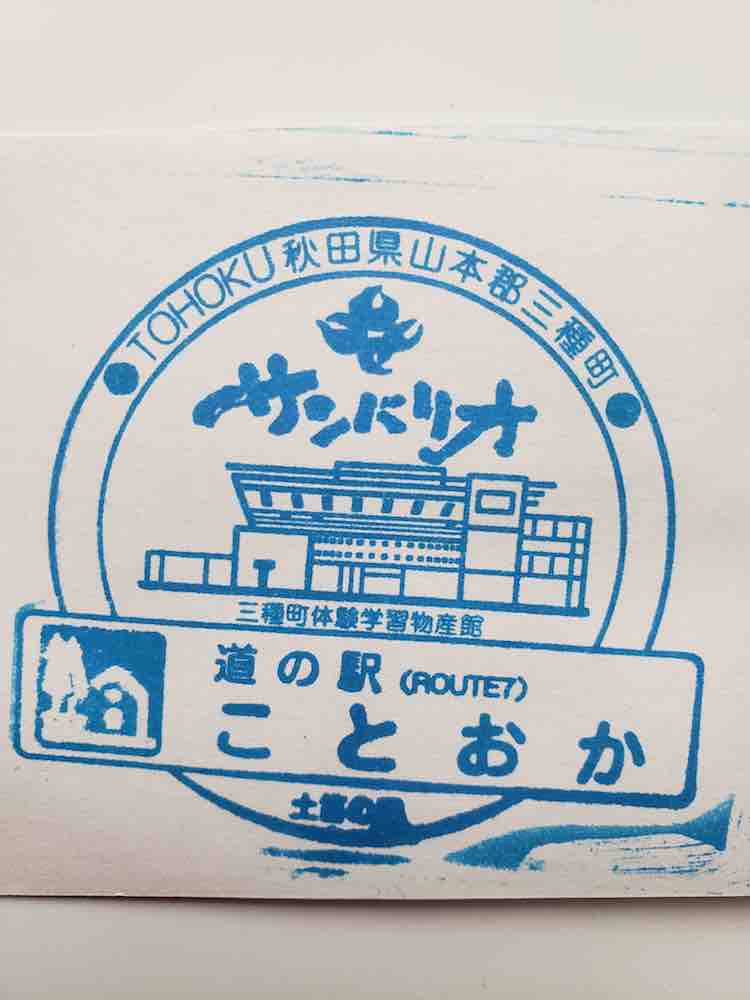 TOHOKU 秋田県山本郡三種町
サンバリオ
三種町体験学習物産館
道の駅 (ROUTE7)
ことおか